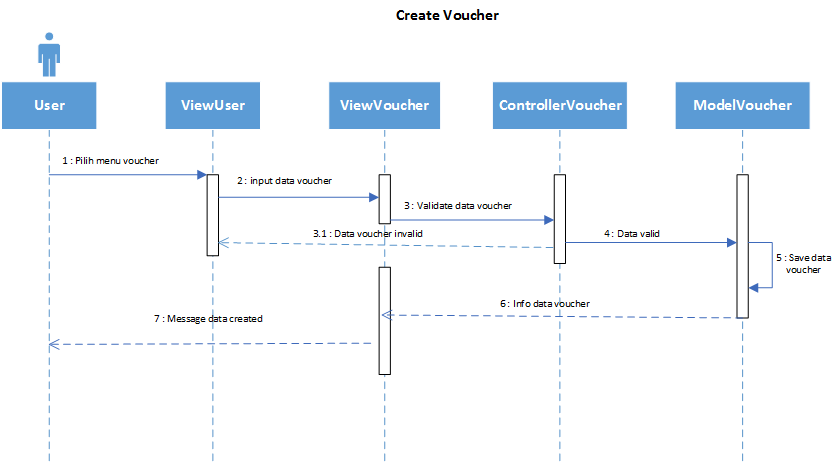 Create Voucher
User
ViewUser
ViewVoucher
ControllerVoucher
ModelVoucher
1 : Pilih menu voucher
2 : input data voucher
3 : Validate data voucher
3.1 : Data voucher invalid
4 : Data valid
5 : Save data
voucher
6 : Info data voucher
7 : Message data created